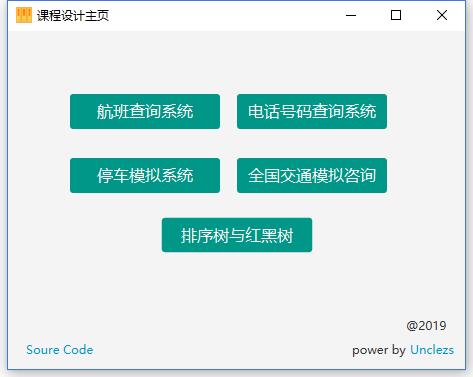 课程设计主页
航班查询系统 电话号码查询系统
停车模拟系统 全国交通模拟咨询
排序树与红黑树
@2019
Soure Code power by Unclezs